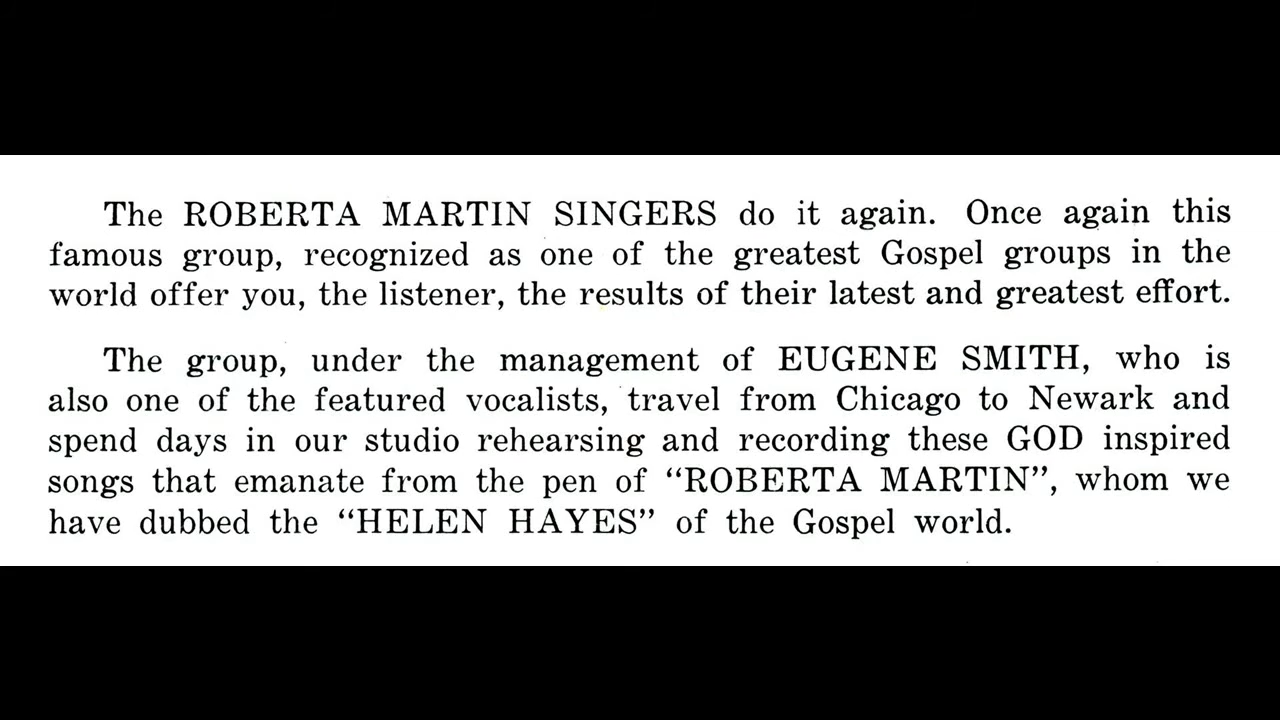 The ROBERTA MARTIN SINGERS do it again. Once again this
famous group, recognized as one of the greatest Gospel groups in the
world offer you, the listener, the results of their latest and greatest effort.
The group, under the management of EUGENE SMITH, who is
also one of the featured vocalists, travel from Chicago to Newark and
spend days in our studio rehearsing and recording these GOD inspired
songs that emanate from the pen of “ROBERTA MARTIN”, whom we
have dubbed the “HELEN HAYES” of the Gospel world.